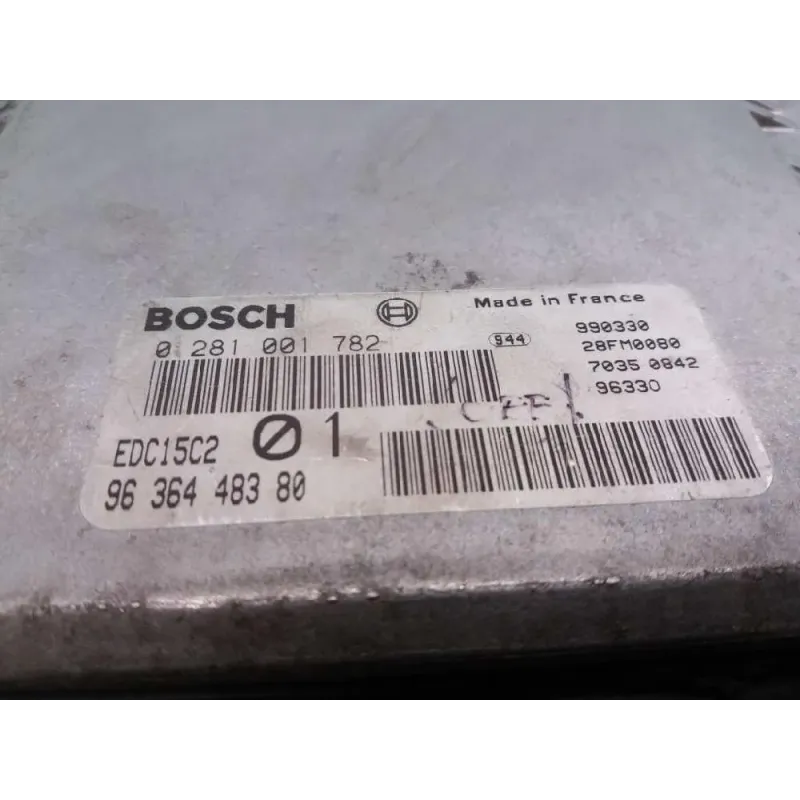 BOSCH
Made in France
0 281 001 782
944
990330
28FM0080
7035 0842
96330
EDC15C2
Ø 1
96 364 483 80